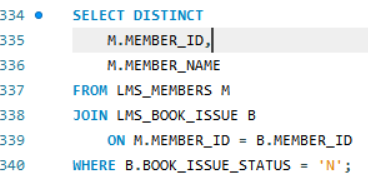 334 SELECT DISTINCT
335 M.MEMBER_ID,
336 M.MEMBER_NAME
337 FROM LMS_MEMBERS M
338 JOIN LMS_BOOK_ISSUE B
339 ON M.MEMBER_ID = B.MEMBER_ID
340 WHERE B.BOOK_ISSUE_STATUS = 'N';